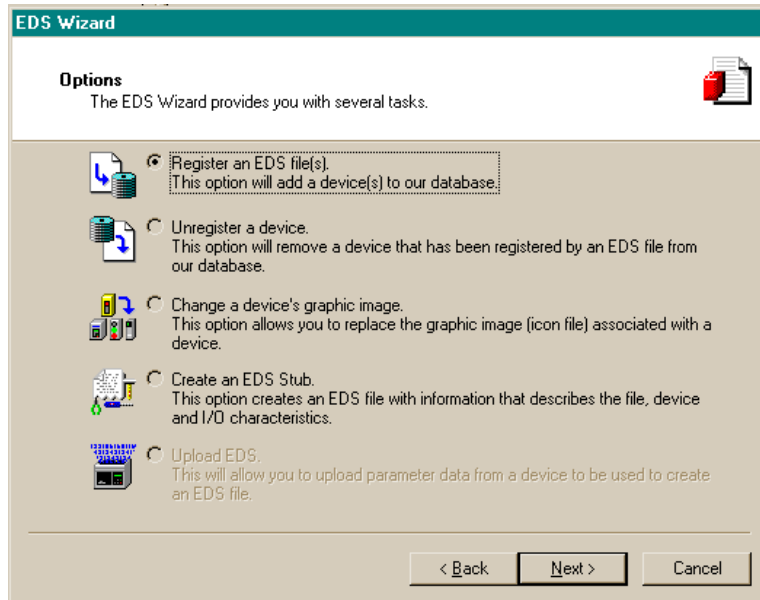 EDS Wizard
Options
The EDS Wizard provides you with several tasks.
Register an EDS file(s).
This option will add a device(s) to our database.
Unregister a device.
This option will remove a device that has been registered by an EDS file from
our database.
Change a device's graphic image.
This option allows you to replace the graphic image (icon file) associated with a
device.
Create an EDS Stub.
This option creates an EDS file with information that describes the file, device
and I/O characteristics.
Upload EDS.
This will allow you to upload parameter data from a device to be used to create
an EDS file.
< Back
Next >
Cancel